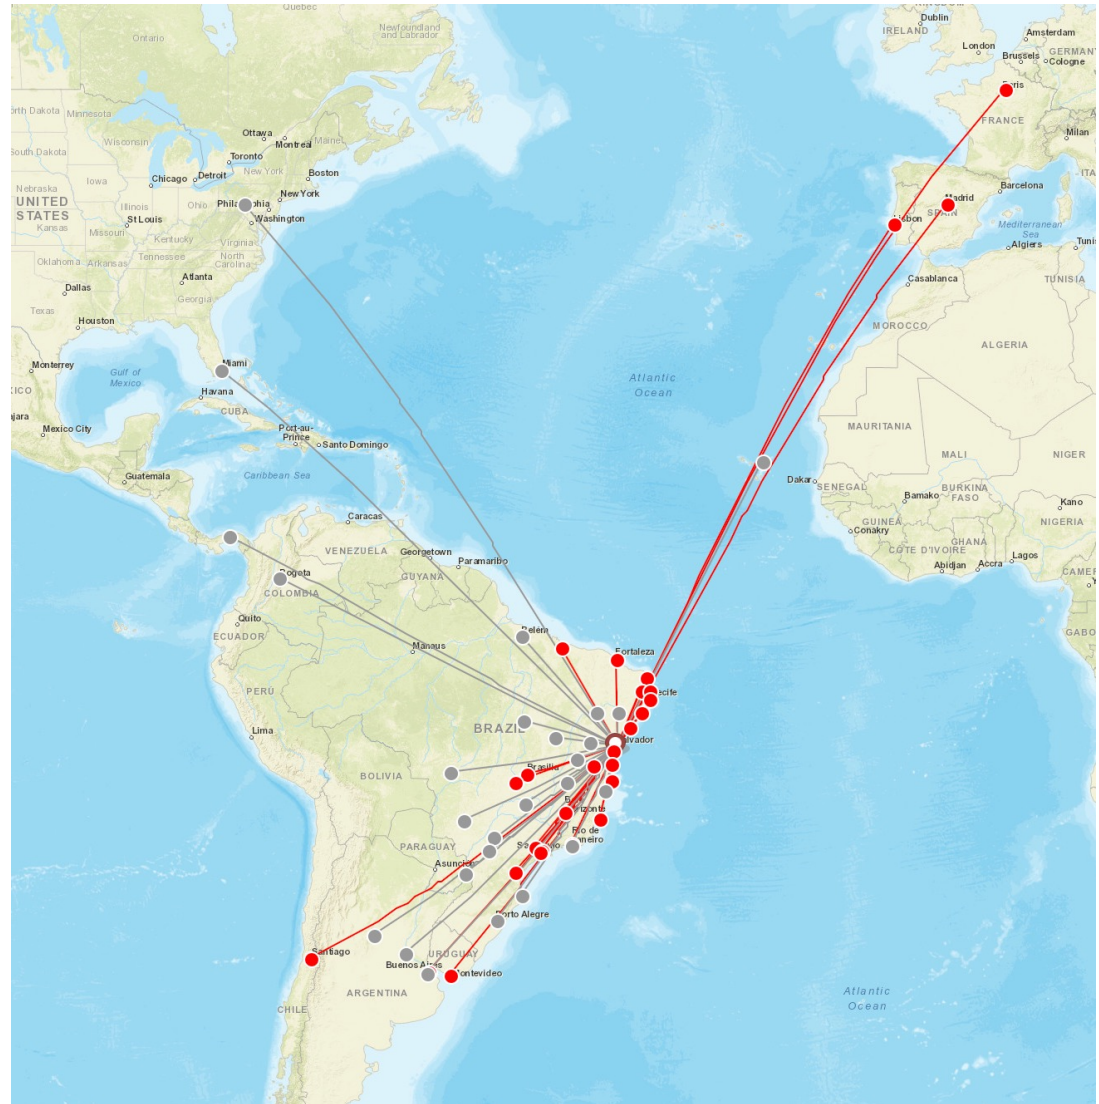 Quebec
Newfoundland
and Labrador
Ontario
Dublin
IRELAND
KINGDOM
Amsterdam
London
Brussels
GERMANY
Cologne
Paris
FRANCE
Milan
North Dakota
Minnesota
Ottawa
Montreal
Maine
South Dakota
Wisconsin
Toronto
Boston
New York
Chicago
Detroit
Iowa
Nebraska
UNITED
STATES
Illinois
Ohio
Philadelphia
New York
Washington
St Louis
Kansas
Missouri
Kentucky
Virginia
Tennessee
North
Carolina
Oklahoma
Arkansas
Atlanta
Dallas
Georgia
Texas
Houston
Barcelona
Madrid
SPAIN
Lisbon
Mediterranean
Sea
Algiers
Casablanca
TUNISIA
MOROCCO
ALGERIA
Monterrey
Gulf of
Mexico
Miami
Havana
CUBA
Atlantic
Ocean
Mexico City
Port-au-
Prince
Santo Domingo
MAURITANIA
MALI
NIGER
Guatemala
Caribbean Sea
Dakar
SENEGAL
BURKINA
FASO
Bamako
Kano
Caracas
GUINEA
Conakry
GHANA
NIGERIA
VENEZUELA
Georgetown
Paramaribo
COTE D'IVOIRE
Lagos
Abidjan
Accra
Bogota
COLOMBIA
GUYANA
Quito
ECUADOR
Belem
Manaus
Fortaleza
PERU
Recife
Lima
BRAZIL
Salvador
BOLIVIA
Brasilia
Rio de
Janeiro
PARAGUAY
Asuncion
Porto Alegre
Santiago
URUGUAY
Buenos Aires
Montevideo
ARGENTINA
CHILE
Atlantic
Ocean